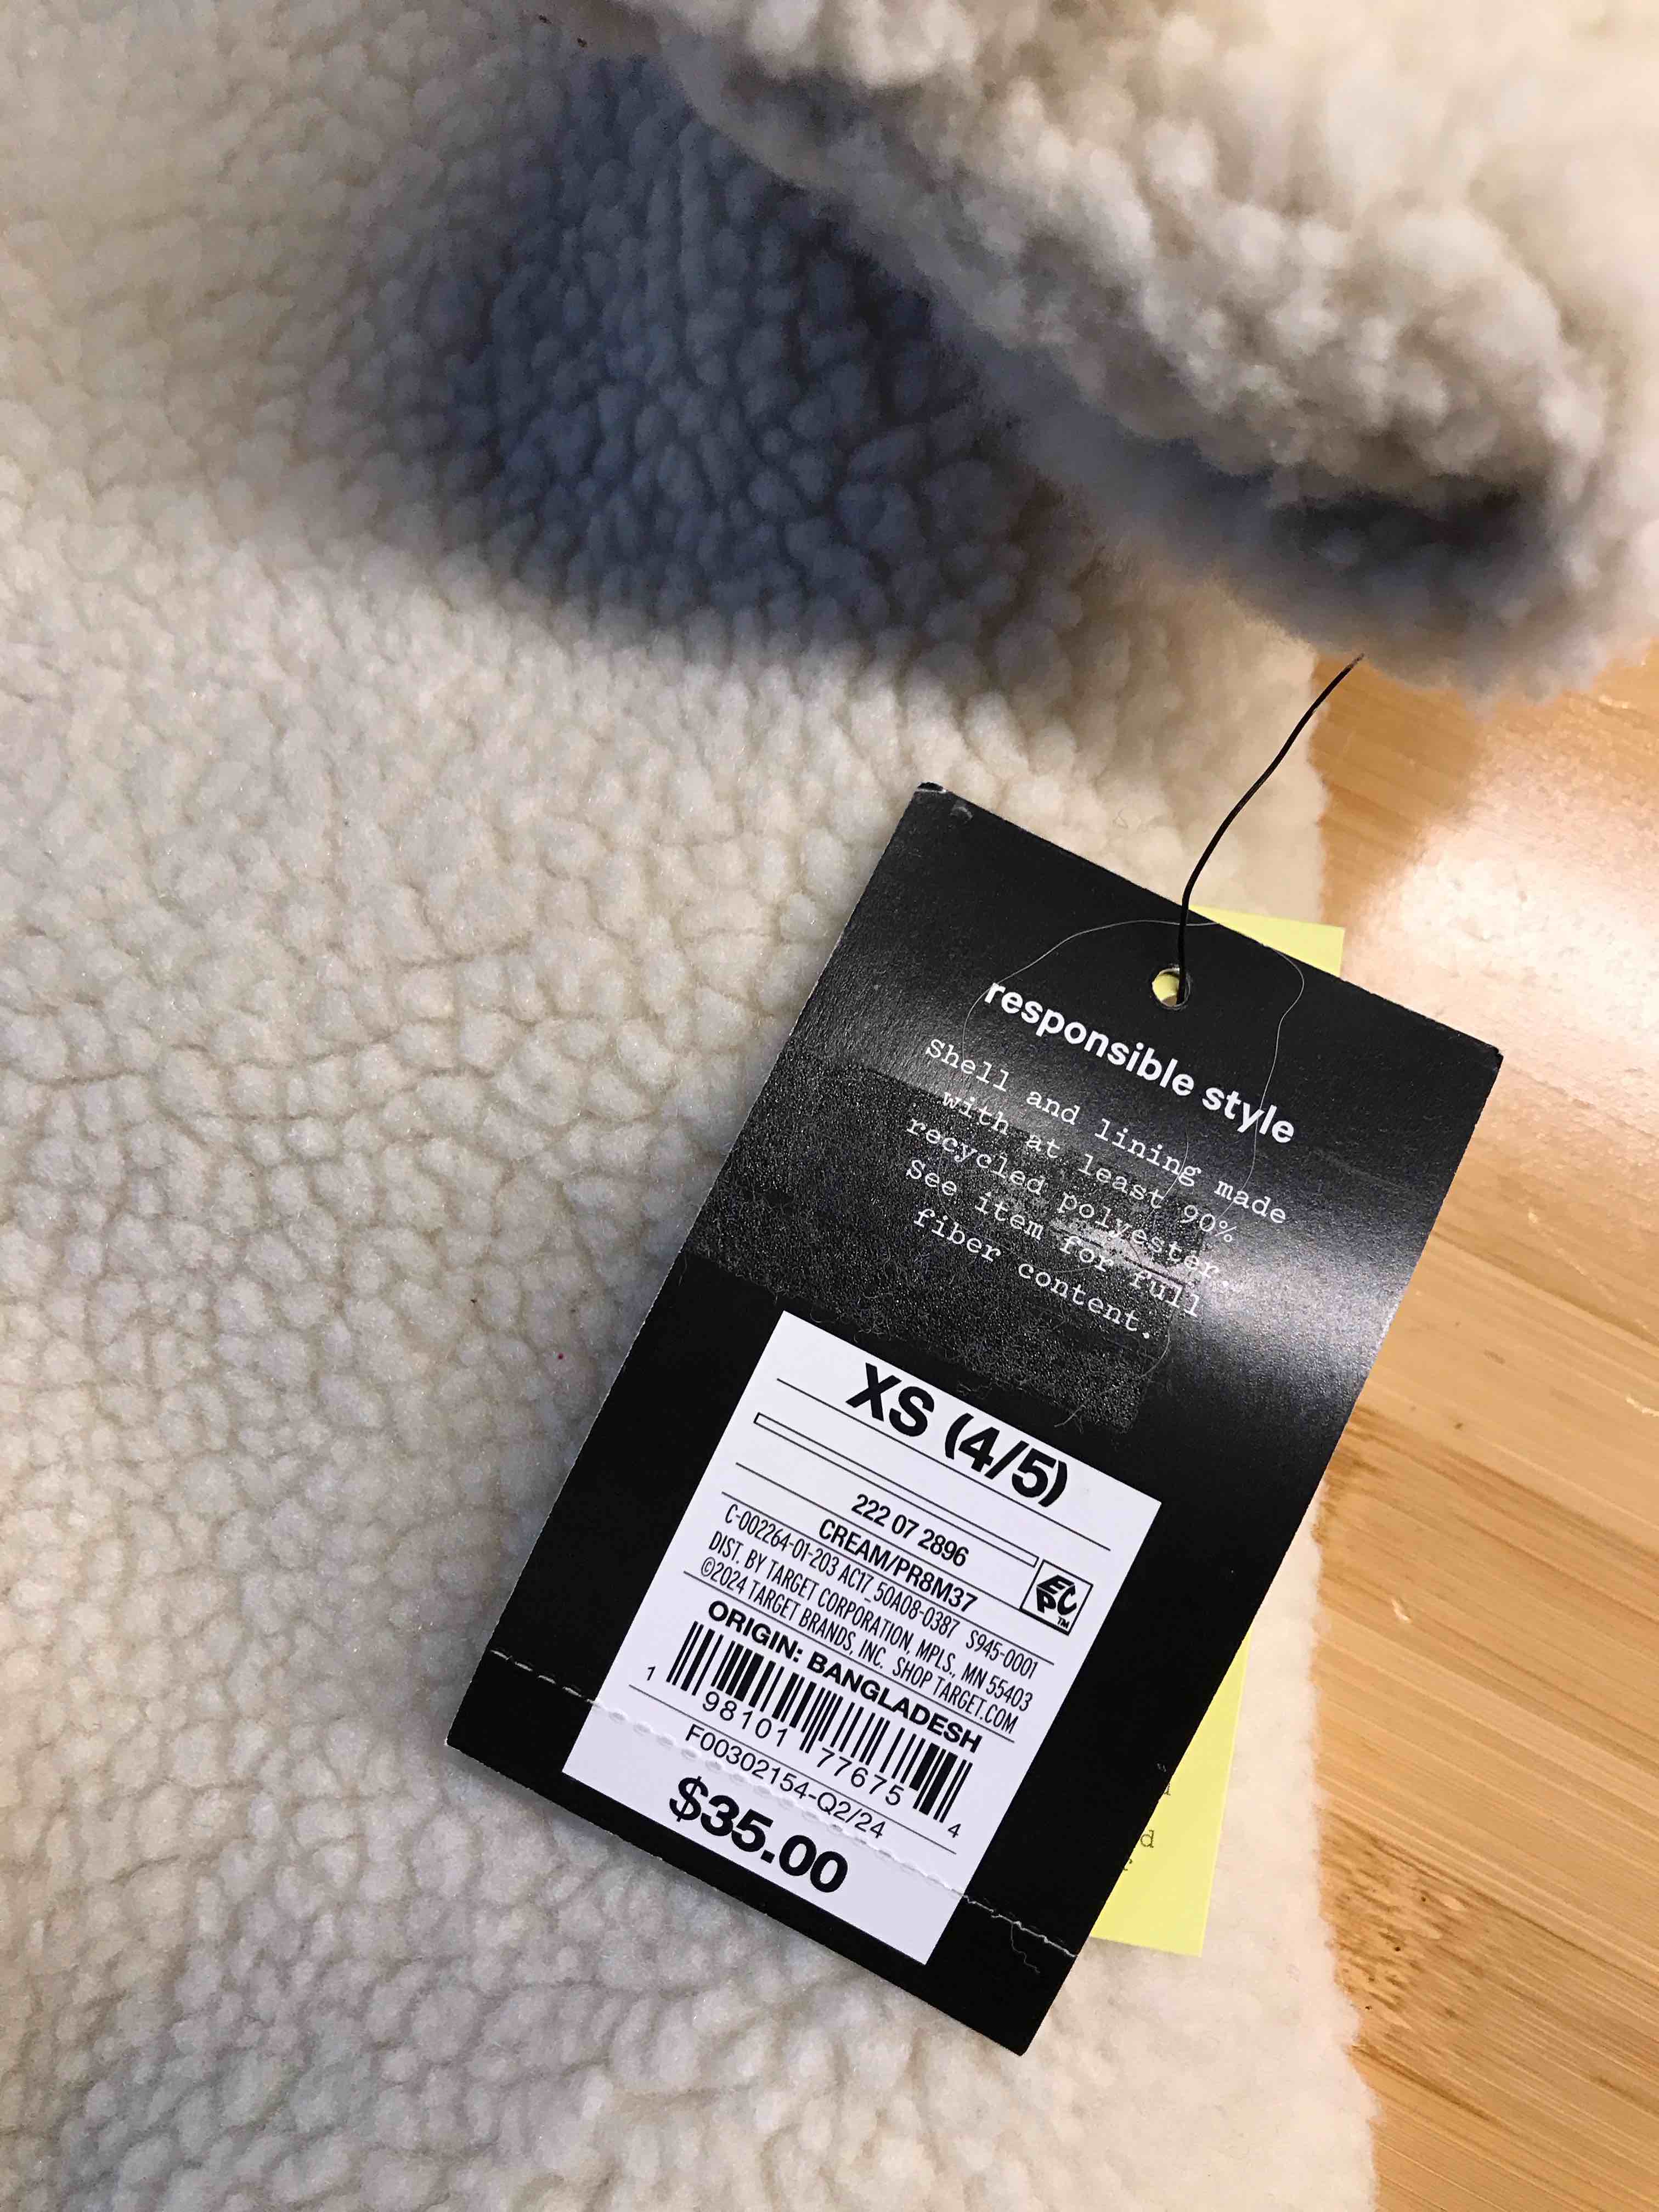 responsible style
Shell and lining made
with at least 90%
recycled polyester.
See item for full
fiber content.
XS (4/5)
222 07 2896
CREAM/PR8M37
C-002264-01-203 AC17_50A08-0387 S945-0001
DIST. BY TARGET CORPORATION, MPLS., MN 55403
©2024 TARGET BRANDS, INC. SHOP TARGET.COM
EPC™
ORIGIN: BANGLADESH
1 98101 77675 4
F00302154-Q2/24
$35.00